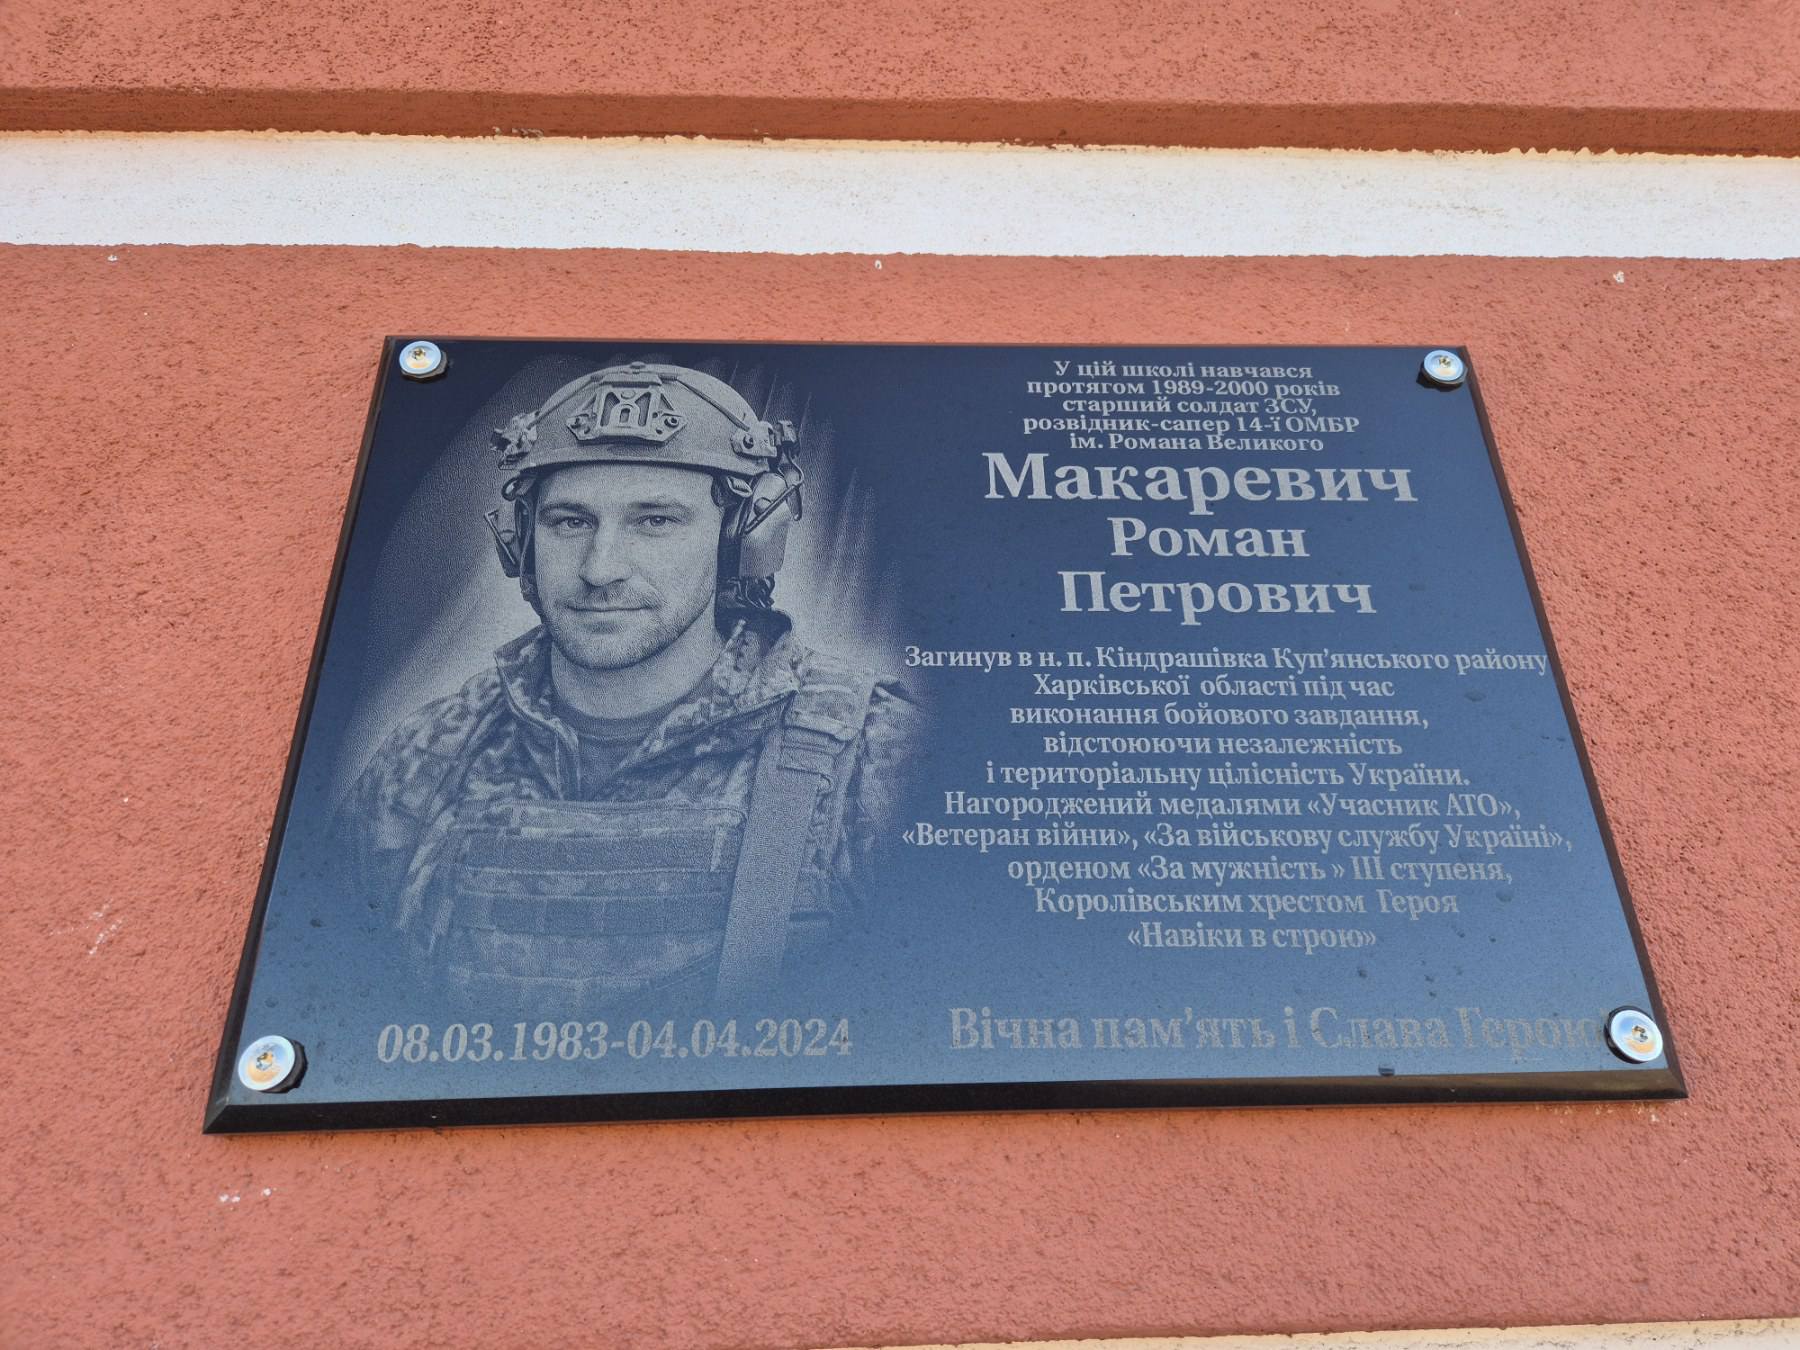 У цій школі навчався
протягом 1989-2000 років
старший солдат ЗСУ,
розвідник-сапер 14-ї ОМБР
ім. Романа Великого
Макаревич
Роман
Петрович
Загинув в н. п. Кіндрашівка Куп'янського району
Харківської області під час
виконання бойового завдання,
відстоюючи незалежність
і територіальну цілісність України.
Нагороджений медалями «Учасник АТО»,
«Ветеран війни», «За військову службу Україні»,
орденом «За мужність » III ступеня,
Королівським хрестом Героя
«Навіки в строю»
08.03.1983-04.04.2024
Вічна пам'ять і Слава Герою